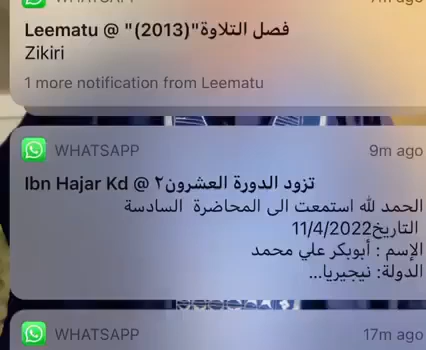 Leematu @ "(2013)"فصل التلاوة
Zikiri
1 more notification from Leematu
WHATSAPP
9m ago
Ibn Hajar Kd @ تزود الدورة العشرون٢
الحمد لله استمعت الى المحاضرة السادسة
التاريخ11/4/2022
الإسم : أبوبكر علي محمد
الدولة: نيجيريا...
WHATSAPP
17m ago